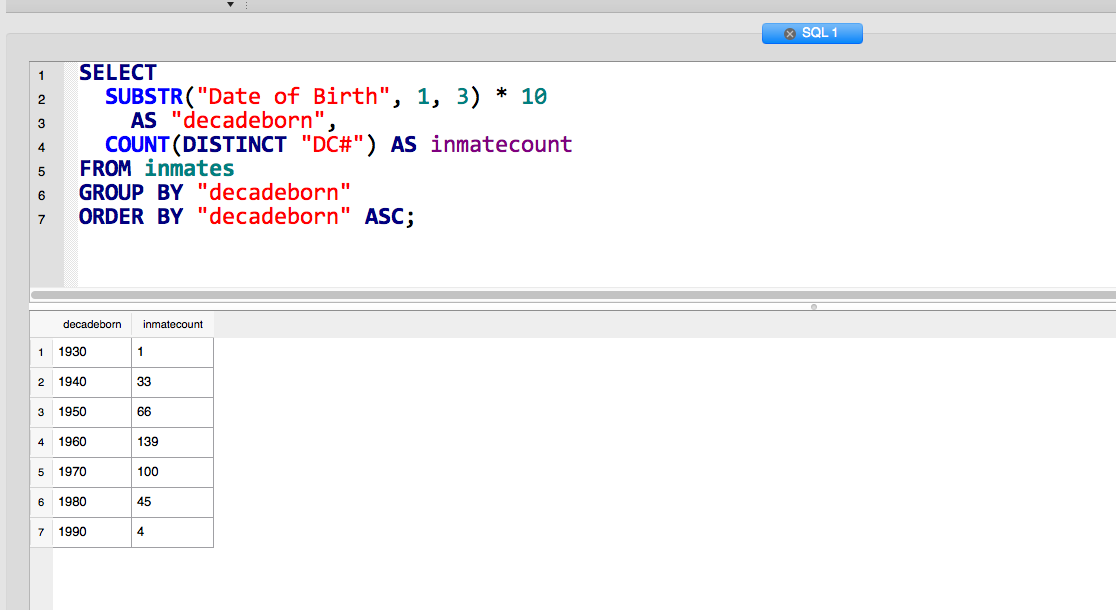 SQL 1
1 SELECT
2 SUBSTR("Date of Birth", 1, 3) * 10
3 AS "decadeborn",
4 COUNT(DISTINCT "DC#") AS inmatecount
5 FROM inmates
6 GROUP BY "decadeborn"
7 ORDER BY "decadeborn" ASC;
decadeborn inmatecount
1 1930 1
2 1940 33
3 1950 66
4 1960 139
5 1970 100
6 1980 45
7 1990 4